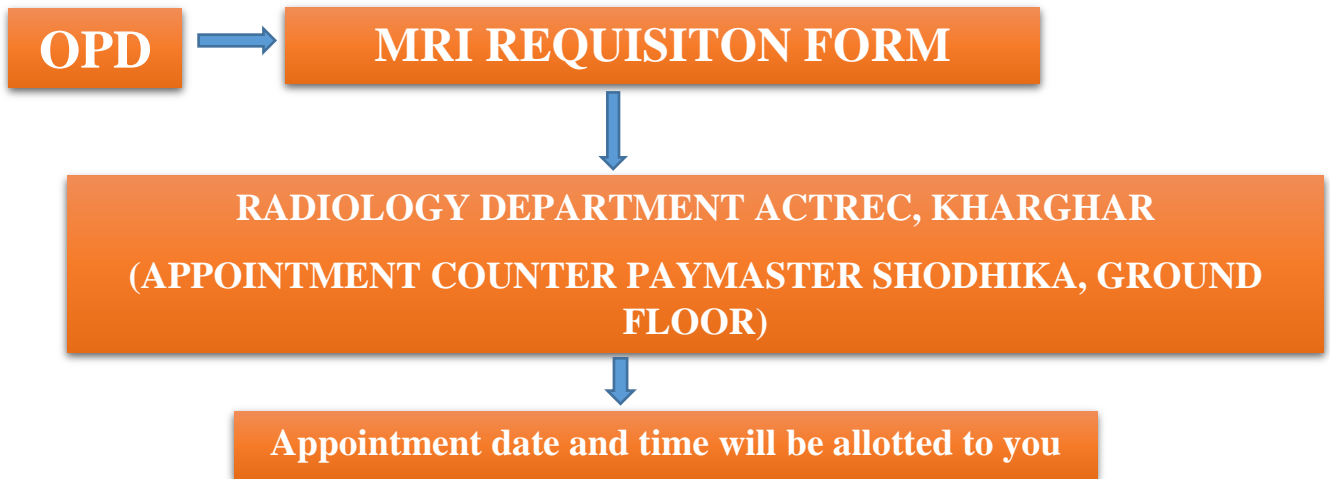 OPD
MRI REQUISITON FORM
RADIOLOGY DEPARTMENT ACTREC, KHARGHAR
(APPOINTMENT COUNTER PAYMASTER SHODHIKA, GROUND
FLOOR)
Appointment date and time will be allotted to you